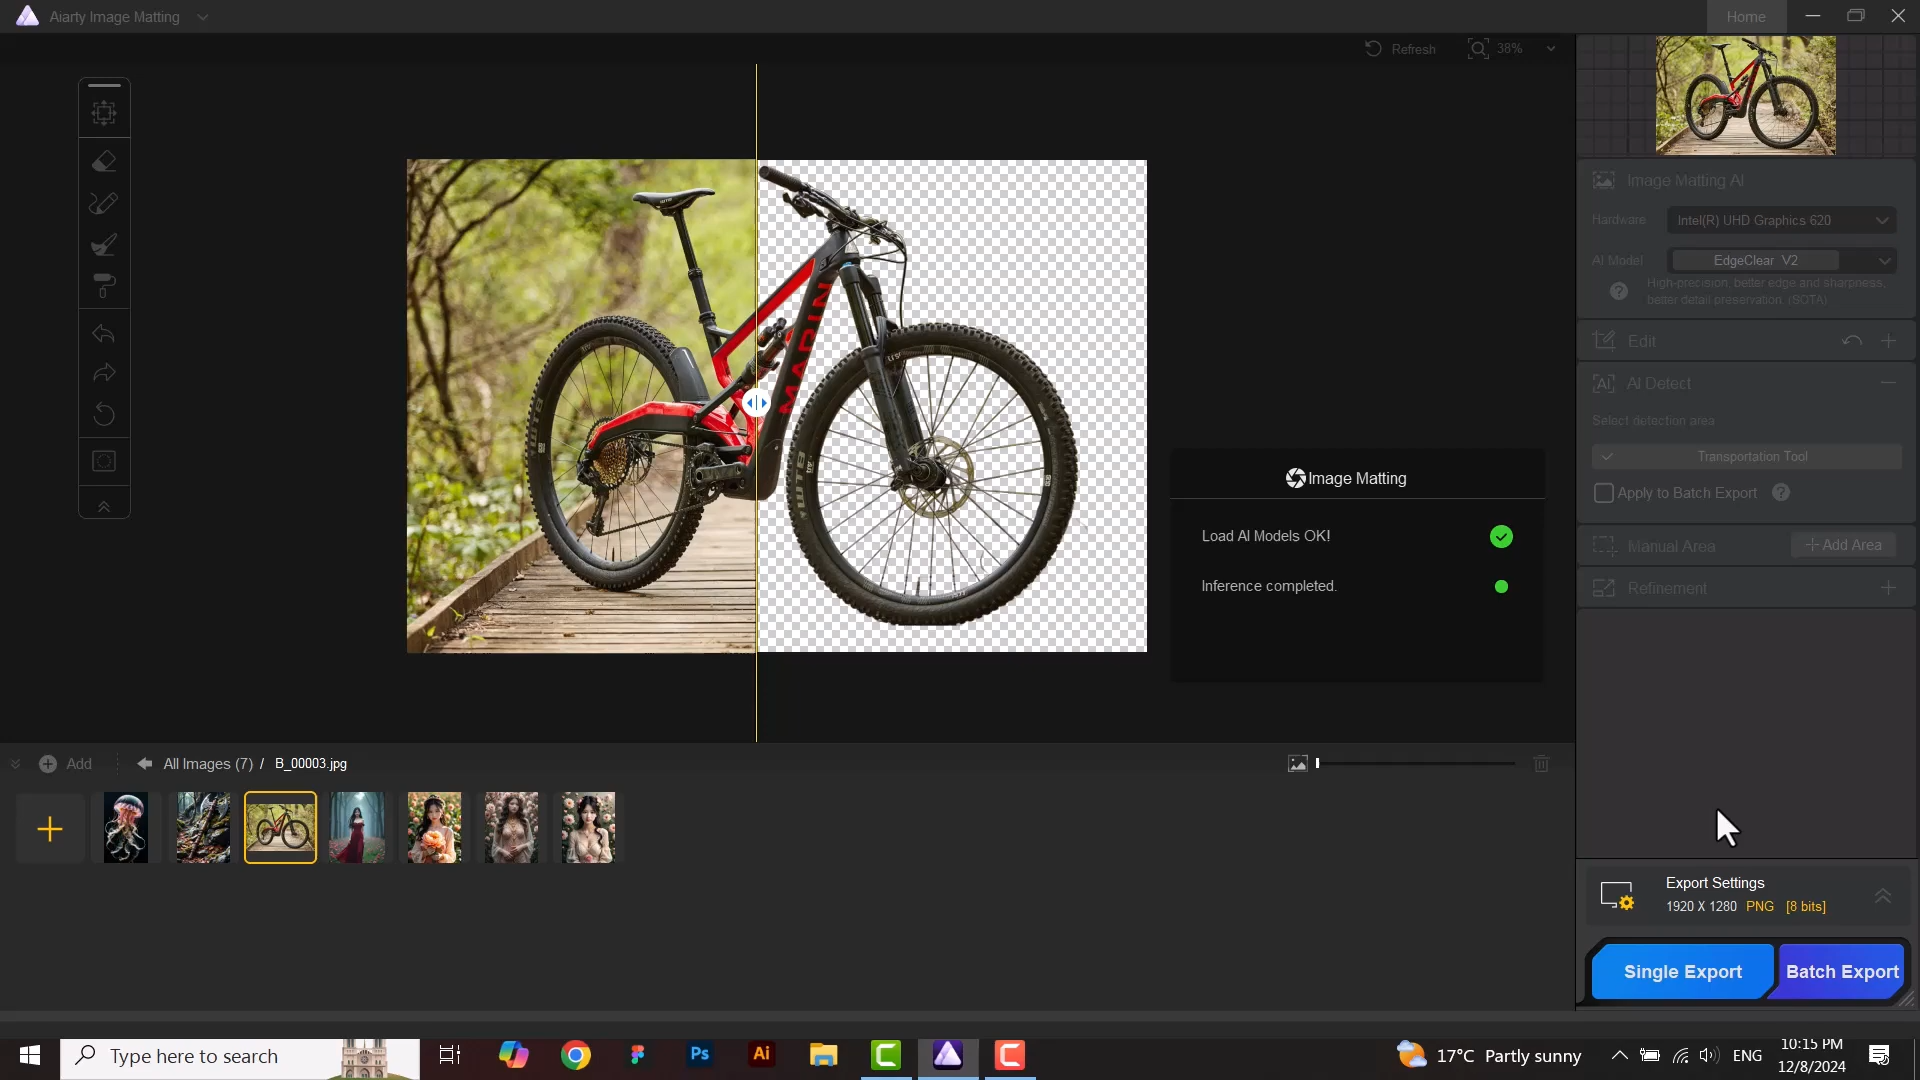 Aiarty Image Matting
Home
Refresh
38%
Image Matting AI
Hardware
Intel(R) UHD Graphics 620
AI Model
EdgeClear V2
High-precision, better edge and sharpness,
better detail preservation. (SOTA)
Edit
AI Detect
Select detection area
Transportation Tool
Apply to Batch Export
Manual Area
Add Area
Refinement
MARIN
WTB
Image Matting
Load AI Models OK!
Inference completed.
Add
All Images (7) / B_00003.jpg
Export Settings
1920 X 1280 PNG [8 bits]
Single Export
Batch Export
Type here to search
Ps
Ai
17°C Partly sunny
ENG
10:15 PM
12/8/2024